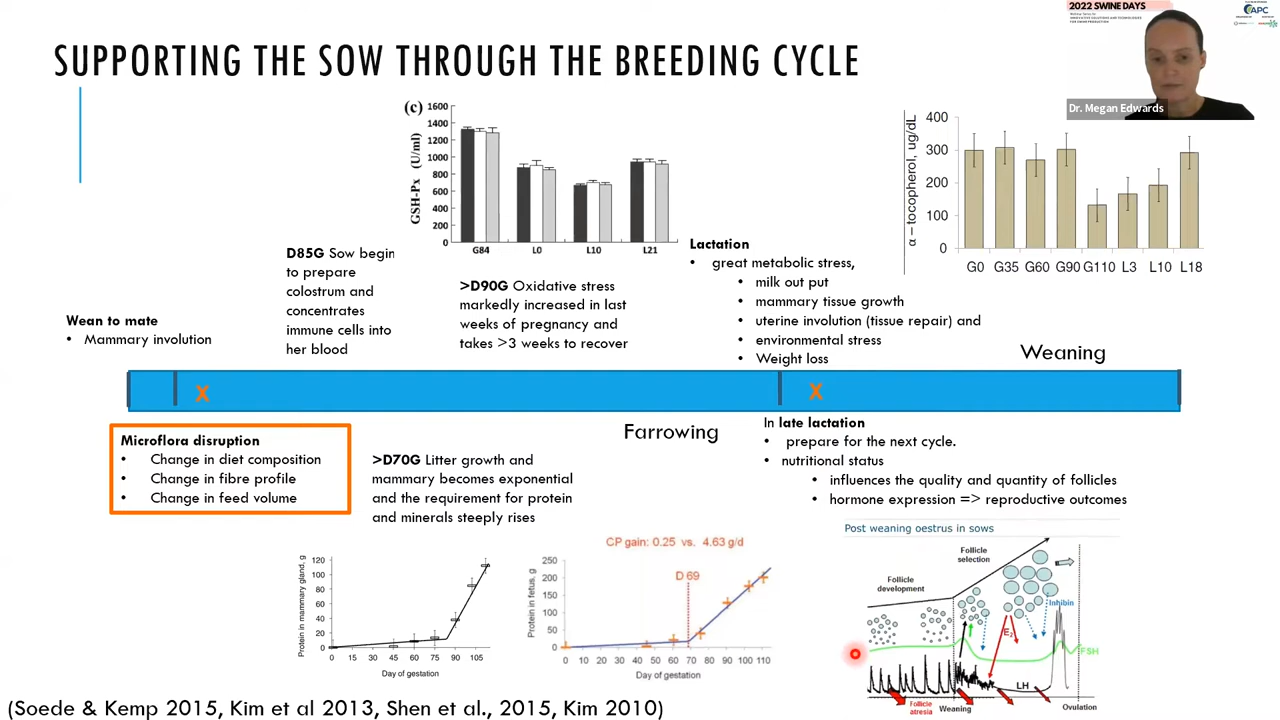 2022 SWINE DAYS
APC
SUPPORTING THE SOW THROUGH THE BREEDING CYCLE
Dr. Megan Edwards
(c)
GSH-Px (U/ml)
1600
1400
1200
1000
800
600
400
200
0
G84 L0 L10 L21
α – tocopherol, ug/dL
400
300
200
100
0
G0 G35 G60 G90 G110 L3 L10 L18
D85G Sow begin
to prepare
colostrum and
concentrates
immune cells into
her blood
>D90G Oxidative stress
markedly increased in last
weeks of pregnancy and
takes >3 weeks to recover
Lactation
• great metabolic stress,
• milk out put
• mammary tissue growth
• uterine involution (tissue repair) and
• environmental stress
• Weight loss
Wean to mate
• Mammary involution
Weaning
X
X
Farrowing
Microflora disruption
• Change in diet composition
• Change in fibre profile
• Change in feed volume
>D70G Litter growth and
mammary becomes exponential
and the requirement for protein
and minerals steeply rises
In late lactation
• prepare for the next cycle.
• nutritional status
• influences the quality and quantity of follicles
• hormone expression => reproductive outcomes
Protein in mammary gland, g
120
100
80
60
40
20
0
0 45 60 75 90 105
Day of gestation
CP gain: 0.25 vs. 4.63 g/d
D 69
Protein in fetus, g
250
200
150
100
50
0
0 10 20 30 40 50 60 70 80 90 100 110
Day of gestation
Post weaning oestrus in sows
Follicle
selection
Follicle
development
Inhibin
E2
FSH
LH
Follicle
atresia
Weaning
Ovulation
(Soede & Kemp 2015, Kim et al 2013, Shen et al., 2015, Kim 2010)